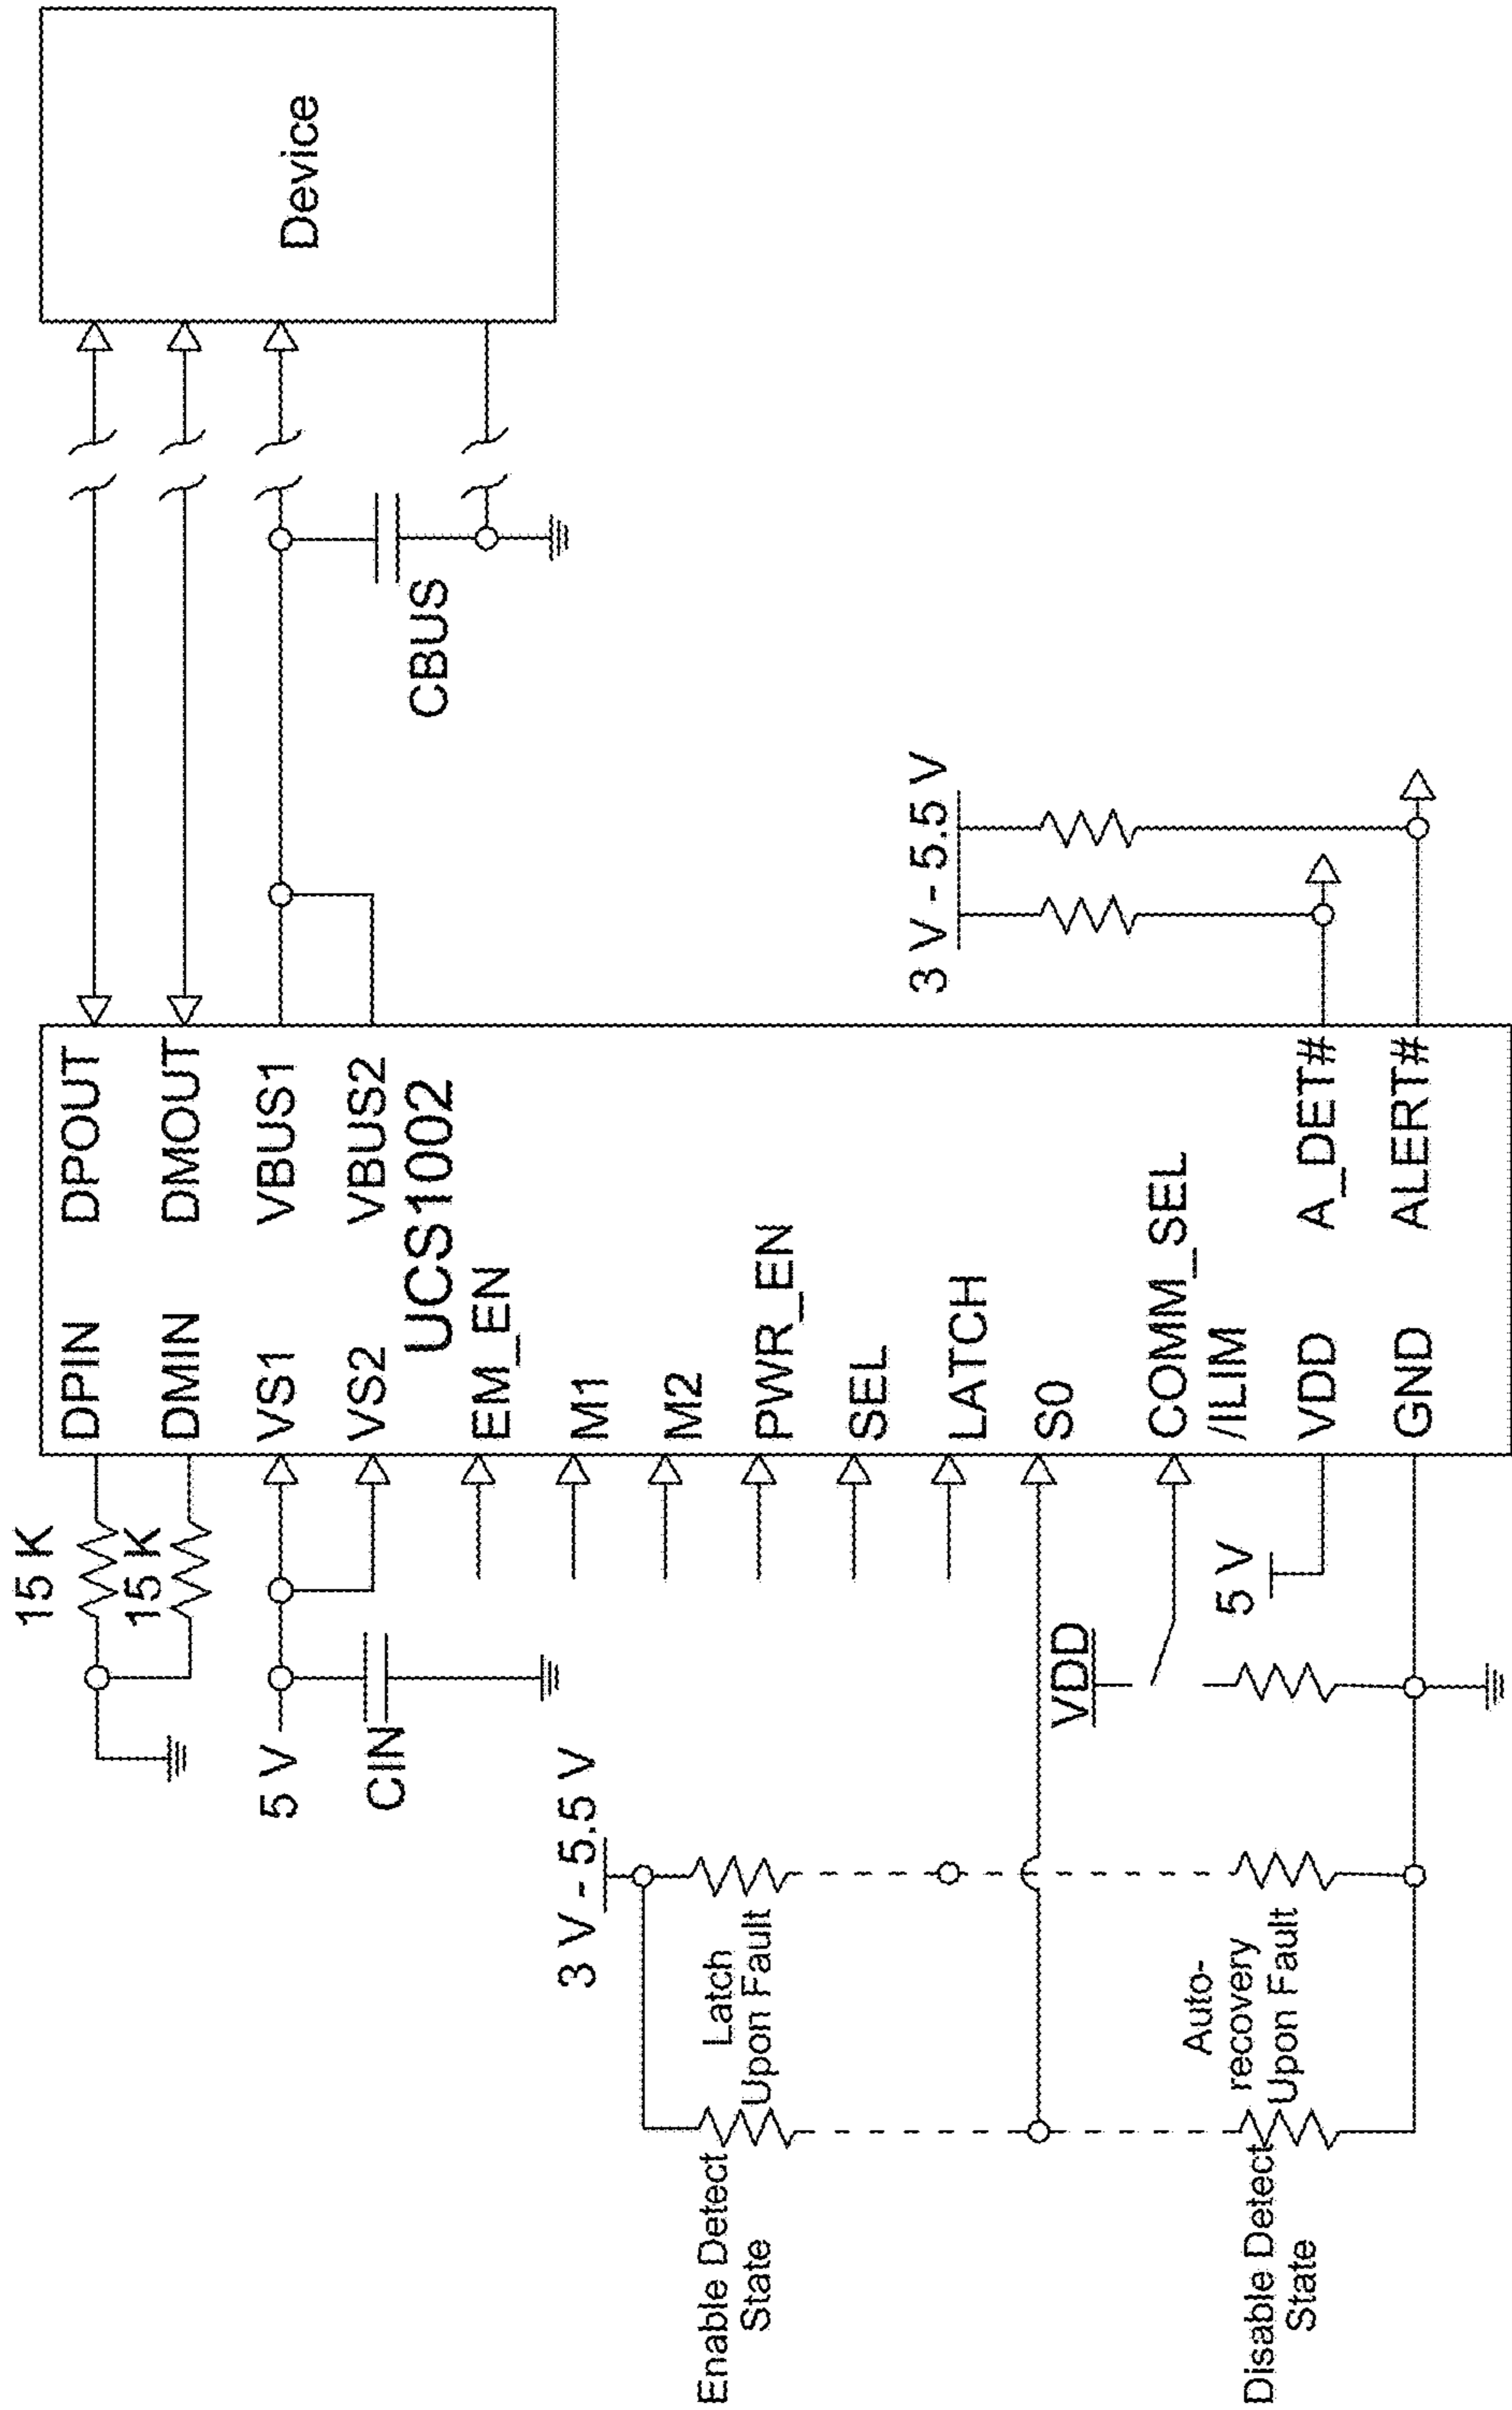 15 K
15 K
5 V
CIN
3 V - 5.5 V
Latch
Upon Fault
Enable Detect
State
Auto-
recovery
Upon Fault
Disable Detect
State
VDD
5 V
DPIN
DMIN
VS1
VS2
EM_EN
M1
M2
PWR_EN
SEL
LATCH
S0
COMM_SEL
/ILIM
VDD
GND
UCS1002
DPOUT
DMOUT
VBUS1
VBUS2
A_DET#
ALERT#
3 V - 5.5 V
CBUS
Device